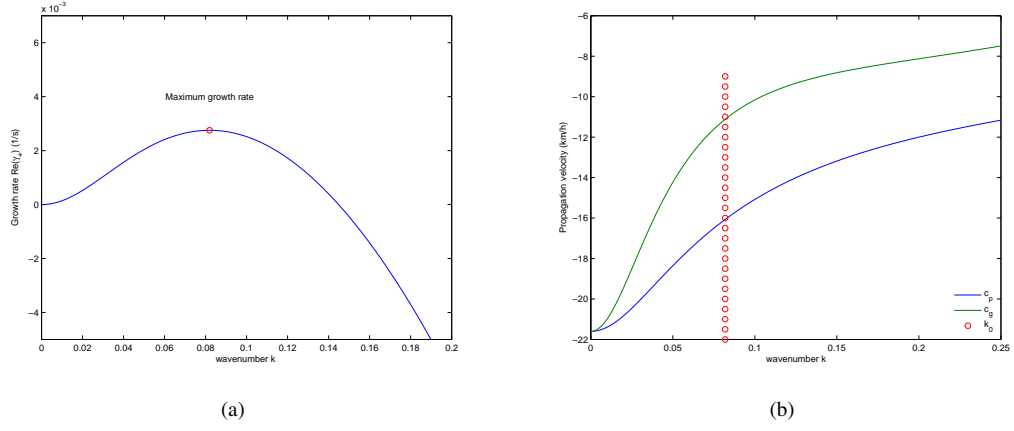 x 10⁻³
6
4
2
0
−2
−4
Growth rate Re(γ₊) (1/s)
Maximum growth rate
0 0.02 0.04 0.06 0.08 0.1 0.12 0.14 0.16 0.18 0.2
wavenumber k
(a)
−6
−8
−10
−12
−14
−16
−18
−20
−22
Propagation velocity (km/h)
c_p
c_g
k_0
0 0.05 0.1 0.15 0.2 0.25
wavenumber k
(b)